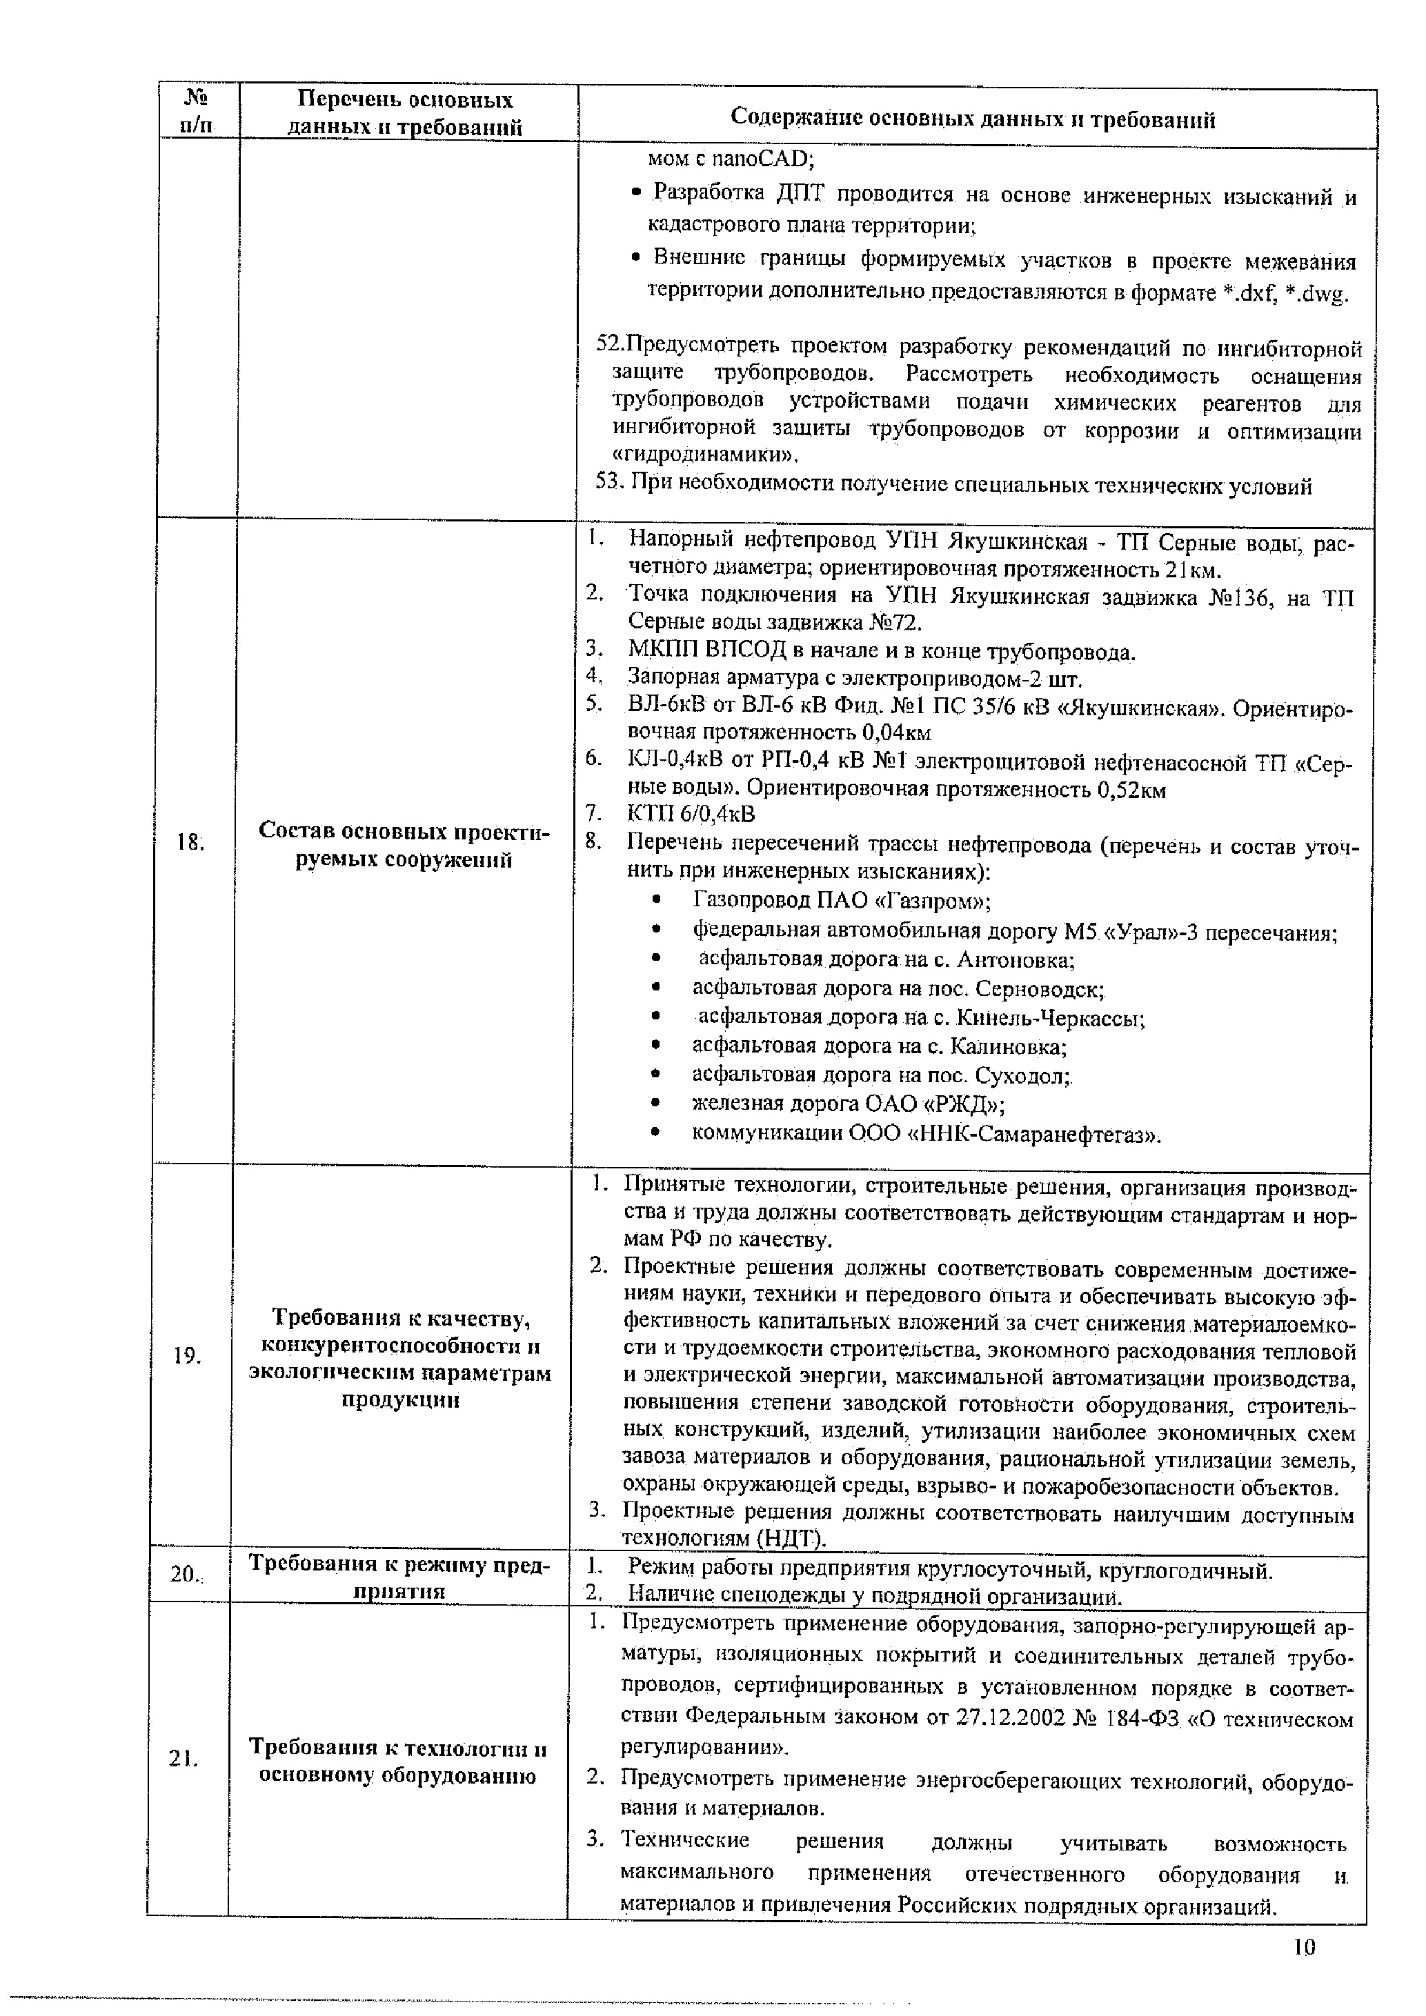 №
п/п
Перечень основных
данных и требований
Содержание основных данных и требований
мом с nanoCAD;
• Разработка ДПТ проводится на основе инженерных изысканий и
кадастрового плана территории;
• Внешние границы формируемых участков в проекте межевания
территории дополнительно предоставляются в формате *.dxf, *.dwg.
52.Предусмотреть проектом разработку рекомендаций по ингибиторной
защите трубопроводов. Рассмотреть необходимость оснащения
трубопроводов устройствами подачи химических реагентов для
ингибиторной защиты трубопроводов от коррозии и оптимизации
«гидродинамики».
53. При необходимости получение специальных технических условий
18.
Состав основных проекти-
руемых сооружений
1. Напорный нефтепровод УПН Якушкинская - ТП Серные воды, рас-
четного диаметра; ориентировочная протяженность 21км.
2. Точка подключения на УПН Якушкинская задвижка №136, на ТП
Серные воды задвижка №72.
3. МКПП ВПСОД в начале и в конце трубопровода.
4. Запорная арматура с электроприводом-2 шт.
5. ВЛ-6кВ от ВЛ-6 кВ Фид. №1 ПС 35/6 кВ «Якушкинская». Ориентиро-
вочная протяженность 0,04км
6. КЛ-0,4кВ от РП-0,4 кВ №1 электрощитовой нефтенасосной ТП «Сер-
ные воды». Ориентировочная протяженность 0,52км
7. КТП 6/0,4кВ
8. Перечень пересечений трассы нефтепровода (перечень и состав уточ-
нить при инженерных изысканиях):
• Газопровод ПАО «Газпром»;
• федеральная автомобильная дорогу М5 «Урал»-3 пересечания;
• асфальтовая дорога на с. Антоновка;
• асфальтовая дорога на пос. Серноводск;
• асфальтовая дорога на с. Кинель-Черкассы;
• асфальтовая дорога на с. Калиновка;
• асфальтовая дорога на пос. Суходол;
• железная дорога ОАО «РЖД»;
• коммуникации ООО «ННК-Самаранефтегаз».
19.
Требования к качеству,
конкурентоспособности и
экологическим параметрам
продукции
1. Принятые технологии, строительные решения, организация производ-
ства и труда должны соответствовать действующим стандартам и нор-
мам РФ по качеству.
2. Проектные решения должны соответствовать современным достиже-
ниям науки, техники и передового опыта и обеспечивать высокую эф-
фективность капитальных вложений за счет снижения материалоемко-
сти и трудоемкости строительства, экономного расходования тепловой
и электрической энергии, максимальной автоматизации производства,
повышения степени заводской готовности оборудования, строитель-
ных конструкций, изделий, утилизации наиболее экономичных схем
завоза материалов и оборудования, рациональной утилизации земель,
охраны окружающей среды, взрыво- и пожаробезопасности объектов.
3. Проектные решения должны соответствовать наилучшим доступным
технологиям (НДТ).
20.
Требования к режиму пред-
приятия
1. Режим работы предприятия круглосуточный, круглогодичный.
2. Наличие спецодежды у подрядной организации.
21.
Требования к технологии и
основному оборудованию
1. Предусмотреть применение оборудования, запорно-регулирующей ар-
матуры, изоляционных покрытий и соединительных деталей трубо-
проводов, сертифицированных в установленном порядке в соответ-
ствии Федеральным законом от 27.12.2002 № 184-ФЗ «О техническом
регулировании».
2. Предусмотреть применение энергосберегающих технологий, оборудо-
вания и материалов.
3. Технические решения должны учитывать возможность
максимального применения отечественного оборудования и
материалов и привлечения Российских подрядных организаций.
10